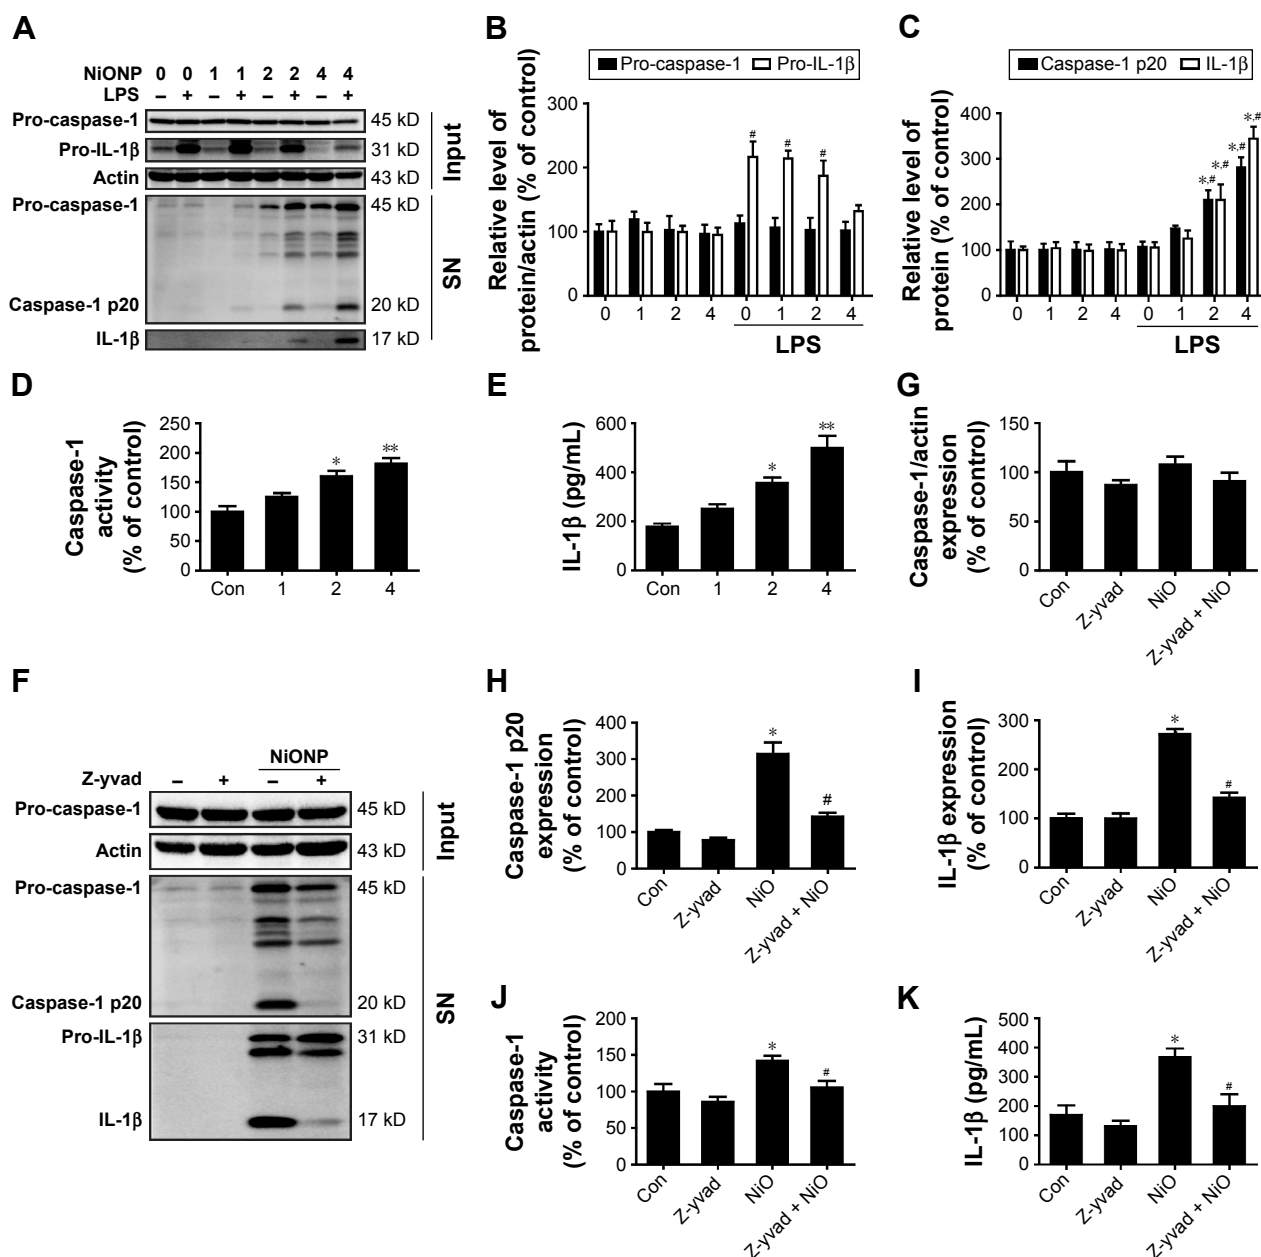 A
NiONP 0 0 1 1 2 2 4 4
LPS – + – + – + – +
Pro-caspase-1 45 kD
Pro-IL-1β 31 kD
Actin 43 kD
Input
Pro-caspase-1 45 kD
Caspase-1 p20 20 kD
IL-1β 17 kD
SN
B
Pro-caspase-1 Pro-IL-1β
Relative level of
protein/actin (% of control)
300
200
100
0
# # #
0 1 2 4 0 1 2 4
LPS
C
Caspase-1 p20 IL-1β
Relative level of
protein (% of control)
400
300
200
100
0
*,# *,# *,# *,#
0 1 2 4 0 1 2 4
LPS
D
Caspase-1
activity
(% of control)
250
200
150
100
50
0
* **
Con 1 2 4
E
IL-1β (pg/mL)
600
400
200
0
* **
Con 1 2 4
G
Caspase-1/actin
expression
(% of control)
150
100
50
0
Con Z-yvad NiO Z-yvad + NiO
F
NiONP
Z-yvad – + – +
Pro-caspase-1 45 kD
Actin 43 kD
Input
Pro-caspase-1 45 kD
Caspase-1 p20 20 kD
Pro-IL-1β 31 kD
IL-1β 17 kD
SN
H
Caspase-1 p20
expression
(% of control)
400
300
200
100
0
* #
Con Z-yvad NiO Z-yvad + NiO
I
IL-1β expression
(% of control)
300
200
100
0
* #
Con Z-yvad NiO Z-yvad + NiO
J
Caspase-1
activity
(% of control)
200
150
100
50
0
* #
Con Z-yvad NiO Z-yvad + NiO
K
IL-1β (pg/mL)
500
400
300
200
100
0
* #
Con Z-yvad NiO Z-yvad + NiO